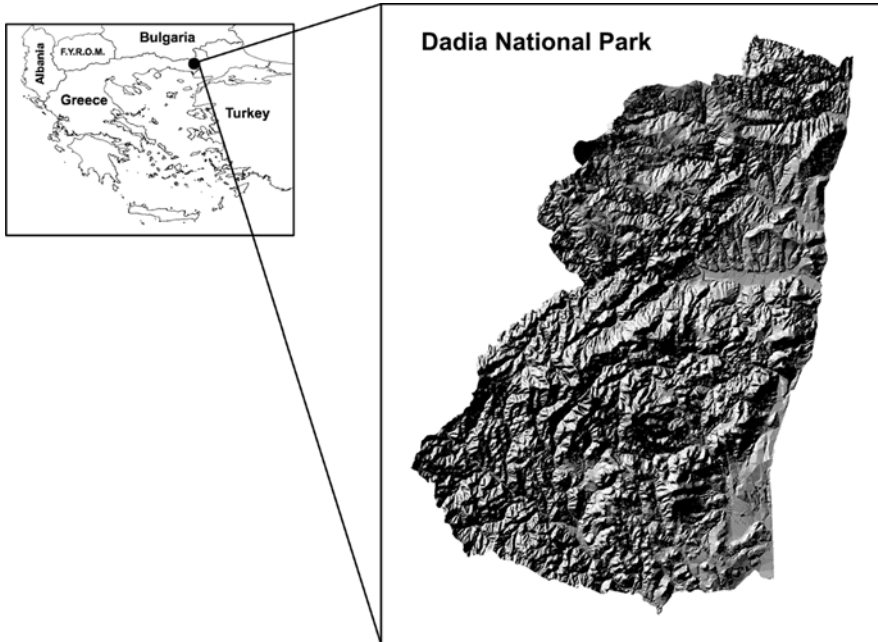 Bulgaria
F.Y.R.O.M.
Albania
Greece
Turkey
Dadia National Park